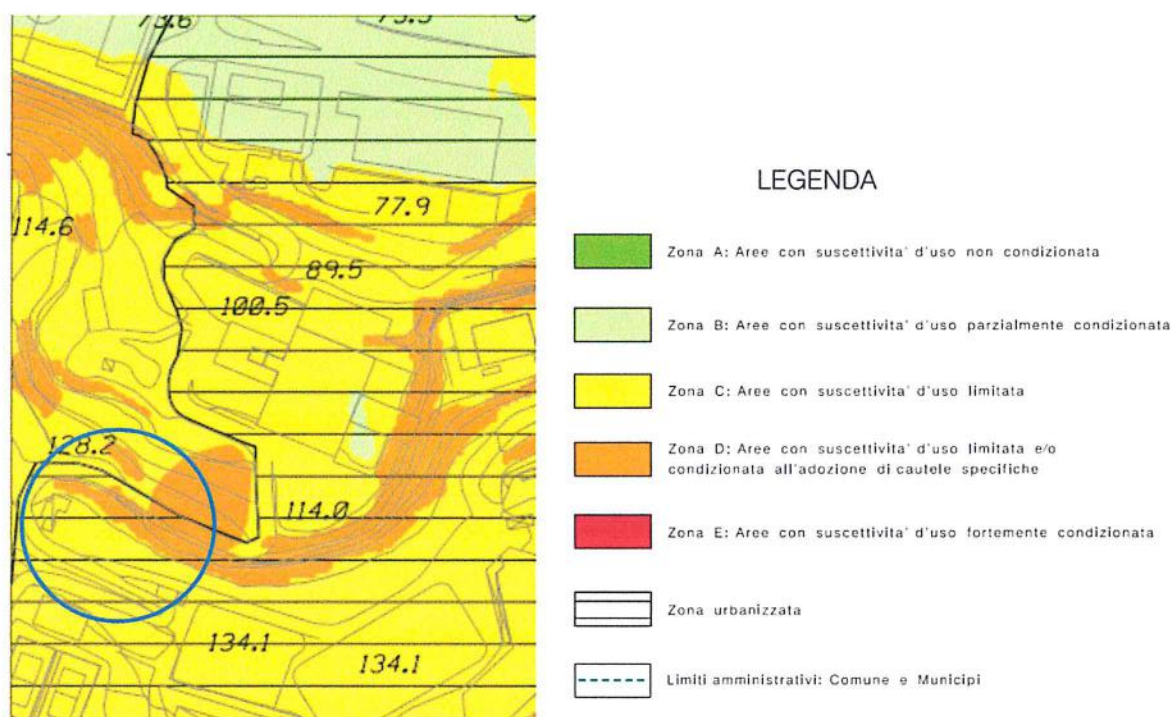 73.6
LEGENDA
77.9
114.6
Zona A: Aree con suscettivita' d'uso non condizionata
89.5
100.5
Zona B: Aree con suscettivita' d'uso parzialmente condizionata
Zona C: Aree con suscettivita' d'uso limitata
128.2
Zona D: Aree con suscettivita' d'uso limitata e/o
condizionata all'adozione di cautele specifiche
114.0
Zona E: Aree con suscettivita' d'uso fortemente condizionata
Zona urbanizzata
134.1
134.1
Limiti amministrativi: Comune e Municipi